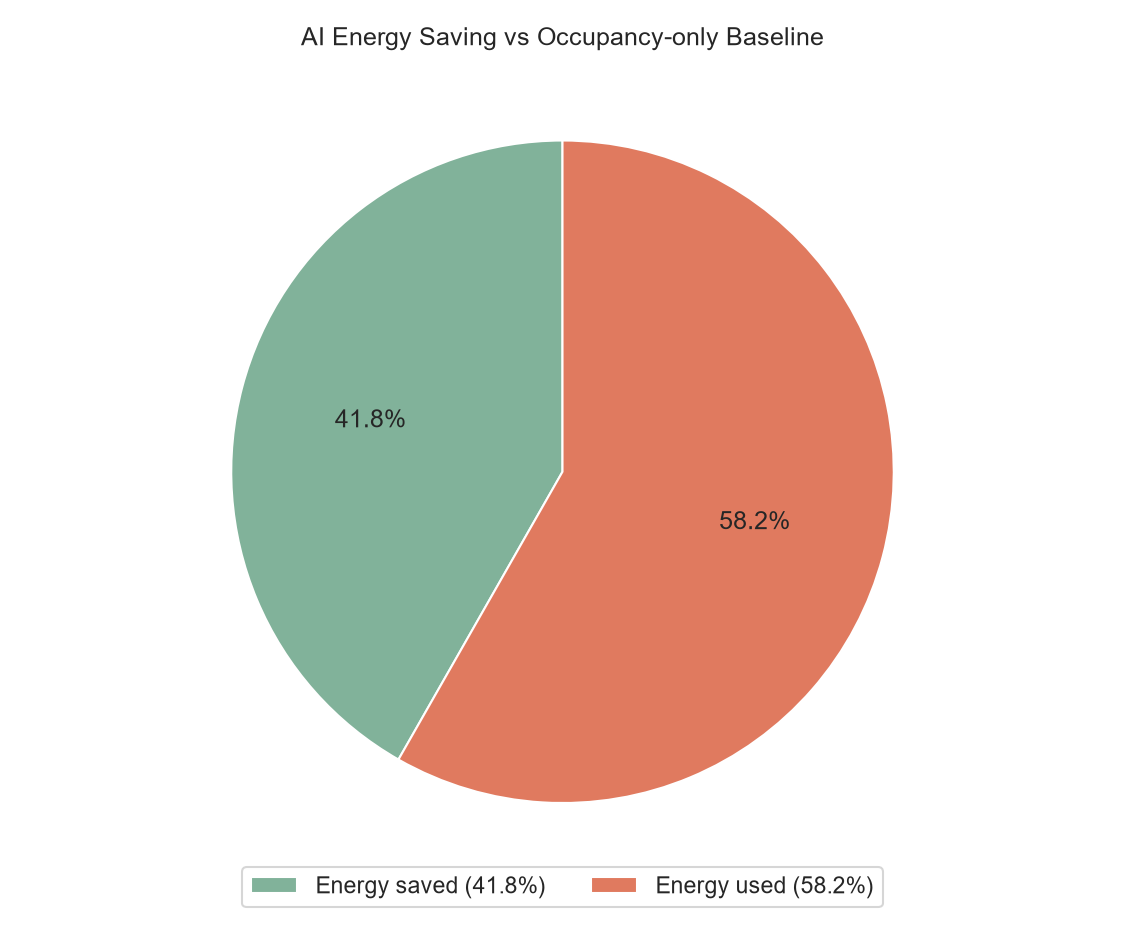 AI Energy Saving vs Occupancy-only Baseline
41.8%
58.2%
Energy saved (41.8%) Energy used (58.2%)